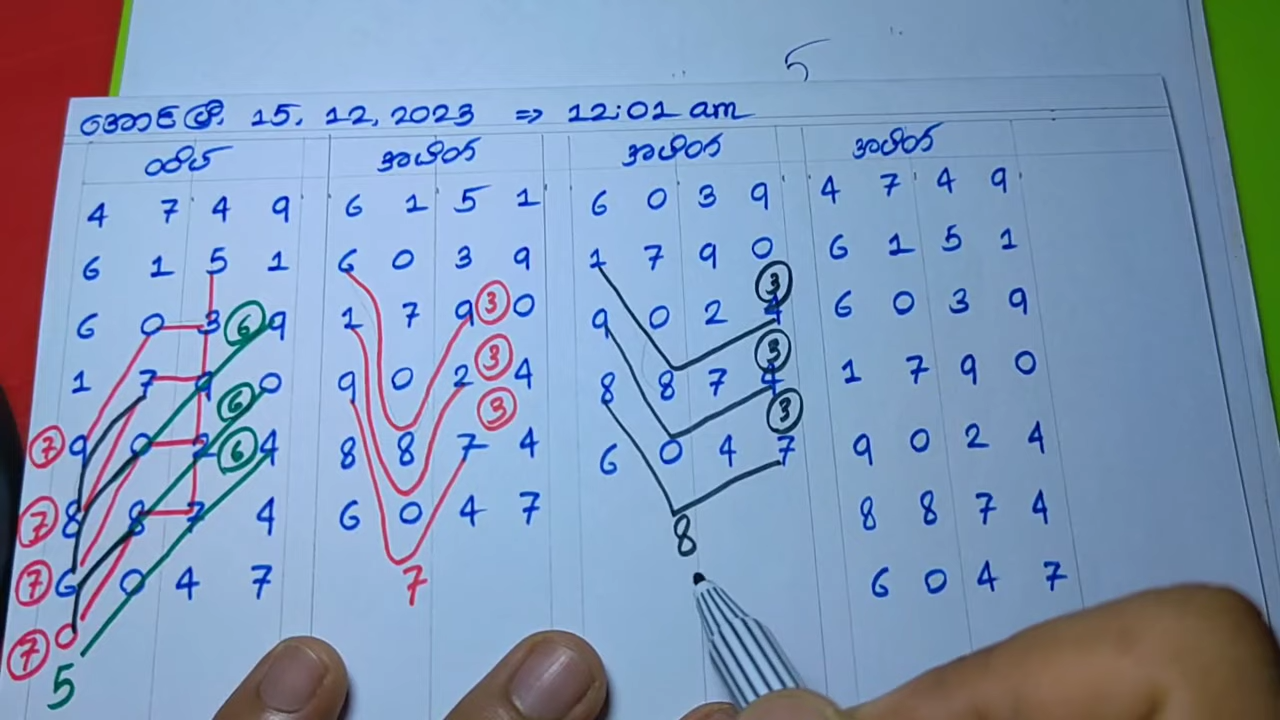 5
15. 12, 2023 ⇒ 12:01 am
4 7 4 9 6 1 5 1 6 0 3 9 4 7 4 9
6 1 5 1 6 0 3 9 1 7 9 0 6 1 5 1
3
6 0 3 6 9 1 7 9 3 0 9 0 2 4 6 0 3 9
3 3
1 7 9 0 9 0 2 4 8 8 7 4 1 7 9 0
6 3 3
7 9 0 2 6 4 8 8 7 4 6 0 4 7 9 0 2 4
7 8 8 7 4 6 0 4 7 8 8 8 7 4
7 6 0 4 7 7 6 0 4 7
7 0
5